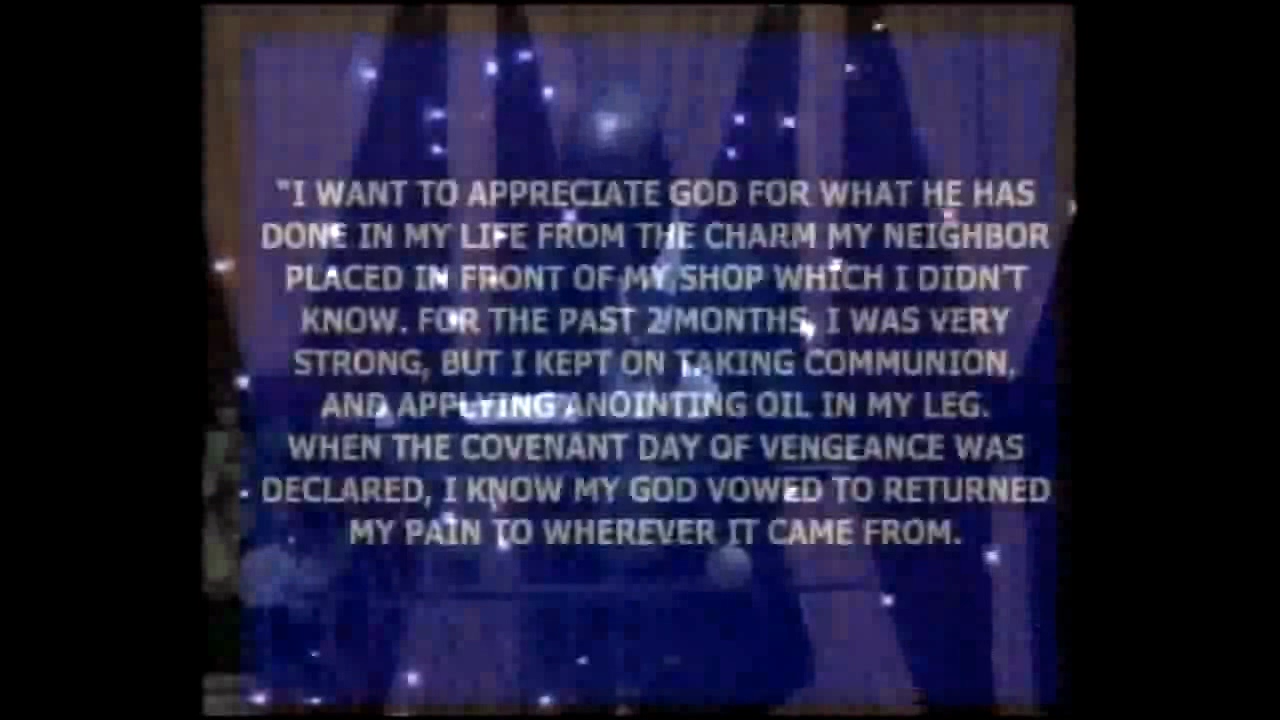 "I WANT TO APPRECIATE GOD FOR WHAT HE HAS
DONE IN MY LIFE FROM THE CHARM MY NEIGHBOR
PLACED IN FRONT OF MY SHOP WHICH I DIDN'T
KNOW. FOR THE PAST 2 MONTHS, I WAS VERY
STRONG, BUT I KEPT ON TAKING COMMUNION,
AND APPLYING ANOINTING OIL IN MY LEG.
WHEN THE COVENANT DAY OF VENGEANCE WAS
DECLARED, I KNOW MY GOD VOWED TO RETURNED
MY PAIN TO WHEREVER IT CAME FROM.